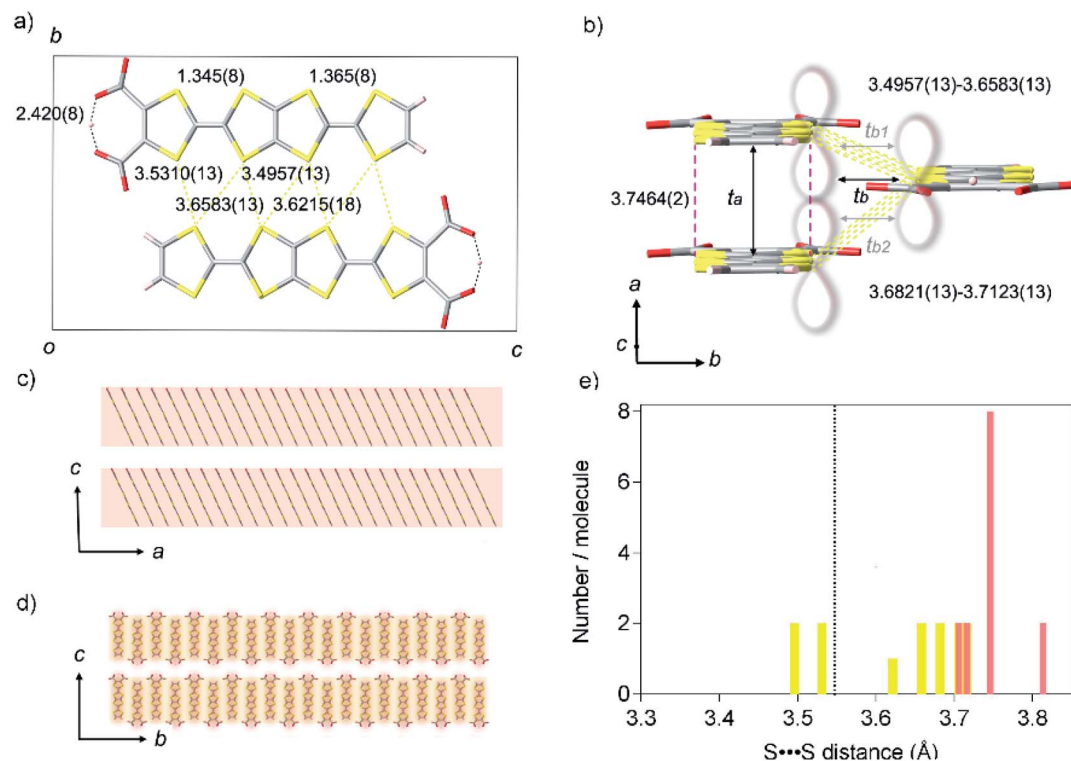 a)
b
1.345(8)
1.365(8)
2.420(8)
3.5310(13)
3.4957(13)
3.6583(13)
3.6215(18)
o
c
b)
3.4957(13)-3.6583(13)
tb1
3.7464(2)
ta
tb
tb2
3.6821(13)-3.7123(13)
a
c
b
c)
c
a
d)
c
b
e)
Number / molecule
8
6
4
2
0
3.3 3.4 3.5 3.6 3.7 3.8
S•••S distance (Å)